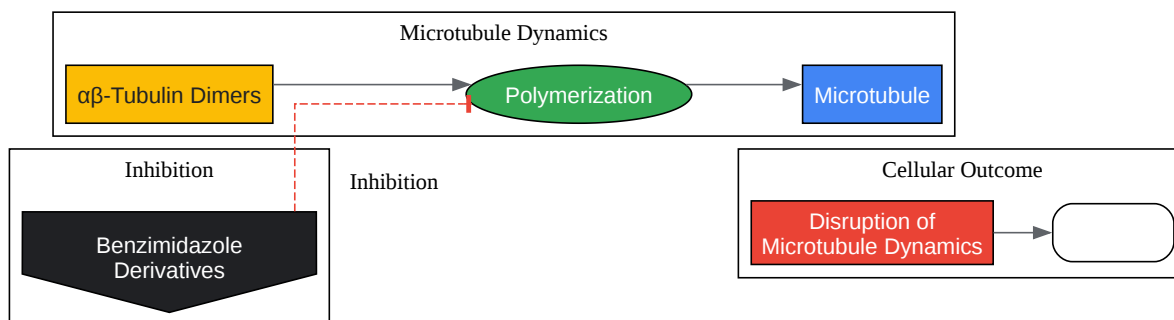 Microtubule Dynamics
αβ-Tubulin Dimers
Polymerization
Microtubule
Inhibition
Inhibition
Benzimidazole
Derivatives
Cellular Outcome
Disruption of
Microtubule Dynamics